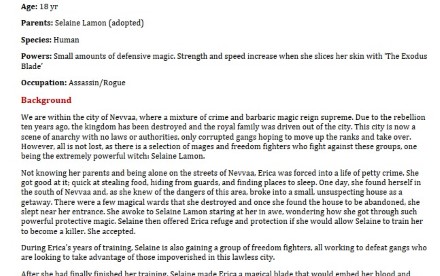 Age: 18 yr
Parents: Selaine Lamon (adopted)
Species: Human
Powers: Small amounts of defensive magic. Strength and speed increase when she slices her skin with 'The Exodus
Blade'
Occupation: Assassin/Rogue
Background
We are within the city of Nevvaa, where a mixture of crime and barbaric magic reign supreme. Due to the rebellion
ten years ago, the kingdom has been destroyed and the royal family was driven out of the city. This city is now a
scene of anarchy with no laws or authorities, only corrupted gangs hoping to move up the ranks and take over.
However, all is not lost, as there is a selection of mages and freedom fighters who fight against these groups, one
being the extremely powerful witch: Selaine Lamon.
Not knowing her parents and being alone on the streets of Nevvaa, Erica was forced into a life of petty crime. She
got good at it; quick at stealing food, hiding from guards, and finding places to sleep. One day, she found herself in
the south of Nevvaa and, as she knew of the dangers of this area, broke into a small, unsuspecting house as a
getaway. There were a few magical wards that she destroyed and once she found the house to be abandoned, she
slept near her entrance. She awoke to Selaine Lamon staring at her in awe, wondering how she got through such
powerful protective magic. Selaine then offered Erica refuge and protection if she would allow Selaine to train her
to become a killer. She accepted.
During Erica's years of training, Selaine is also gaining a group of freedom fighters, all working to defeat gangs who
are looking to take advantage of those impoverished in this lawless city.
After she had finally finished her training, Selaine made Erica a magical blade that would embed her blood and